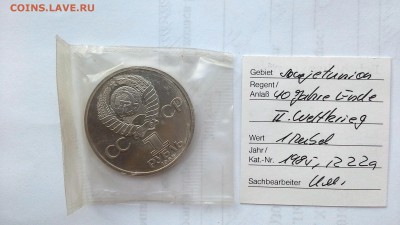 COINS.LAVE.RU
СССР
РУБЛЬ
Gebiet Sowjetunion
Regent/
Anlaß 40 Jahre Ende
II. Weltkrieg
Wert 1 Rubel
Jahr/
Kat.-Nr. 1985,
Sachbearbeiter